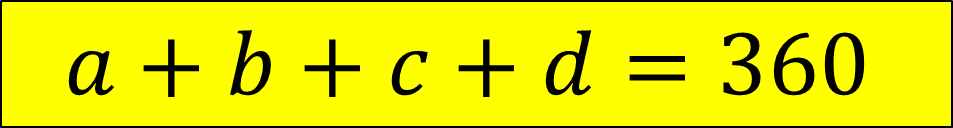 a + b + c + d = 360